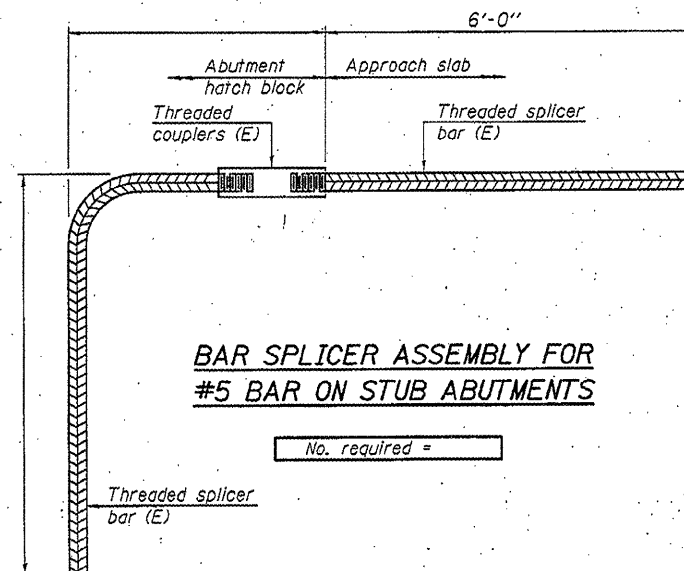 6'-0"
Abutment
hatch block
Approach slab
Threaded
couplers (E)
Threaded splicer
bar (E)
BAR SPLICER ASSEMBLY FOR
#5 BAR ON STUB ABUTMENTS
No. required =
Threaded splicer
bar (E)